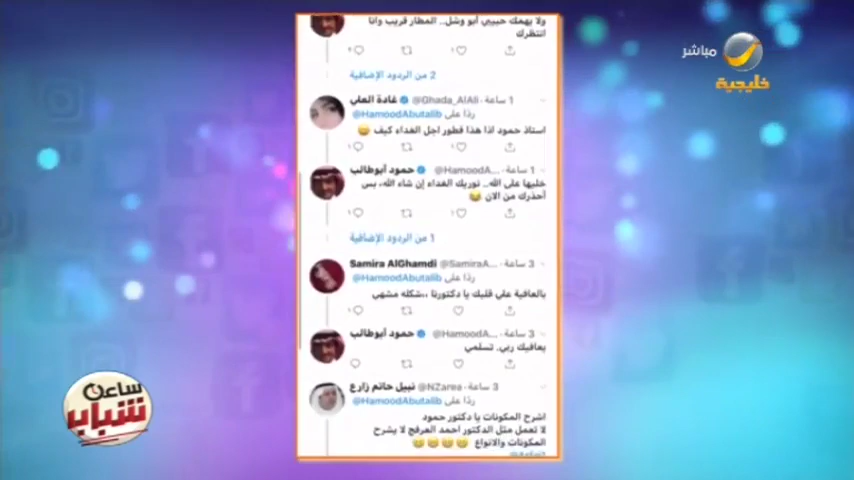 مباشر
خليجية
ولا يهمك حبيبي أبو وشل.. المطار قريب وانا
انتظرك
2 من الردود الإضافية
غادة العلي @Ghada_AlAli · 1 ساعة
ردًا على @HamoodAbutalib
استاذ حمود اذا هذا فطور اجل الغداء كيف 😄
حمود أبوطالب @HamoodA... · 1 ساعة
خليها على الله.. نوريك الغداء إن شاء الله، بس
أحذرك من الان 😂
1 من الردود الإضافية
Samira AlGhamdi @SamiraA... · 3 ساعة
ردًا على @HamoodAbutalib
بالعافية على قلبك يا دكتورنا ،،شكله مشهي
حمود أبوطالب @HamoodA... · 3 ساعة
يعافيك ربي.. تسلمي
نبيل حاتم زارع @NZarea · 3 ساعة
ردًا على @HamoodAbutalib
اشرح المكونات يا دكتور حمود
لا تعمل مثل الدكتور احمد العرفج لا يشرح
المكونات والانواع
ساعة
شباب